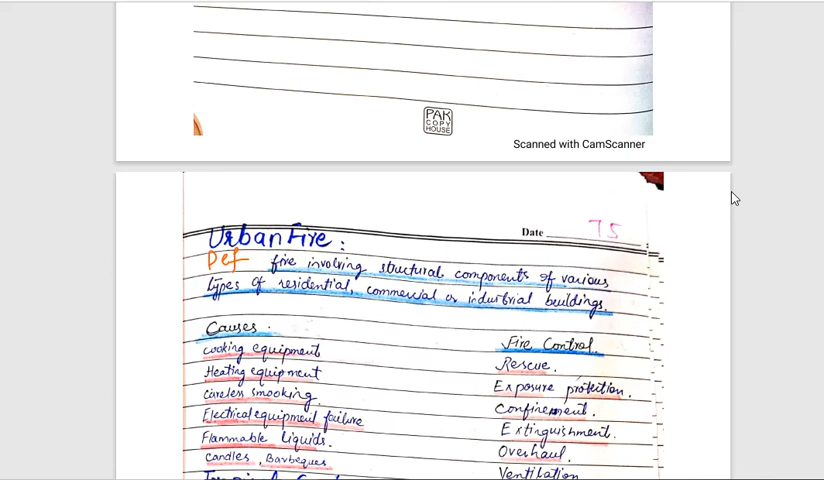 PAK
COPY
HOUSE
Scanned with CamScanner
Date 75
Urban Fire :
Def fire involving structural components of various
types of residential, commercial or industrial buildings.
Causes.
cooking equipment
Heating equipment
careless smooking.
Electrical equipment failure
Flammable liquids.
candles, Barbeques
Fire Control.
Rescue.
Exposure protection.
Confinement.
Extinguishment.
Overhaul.
Ventilation